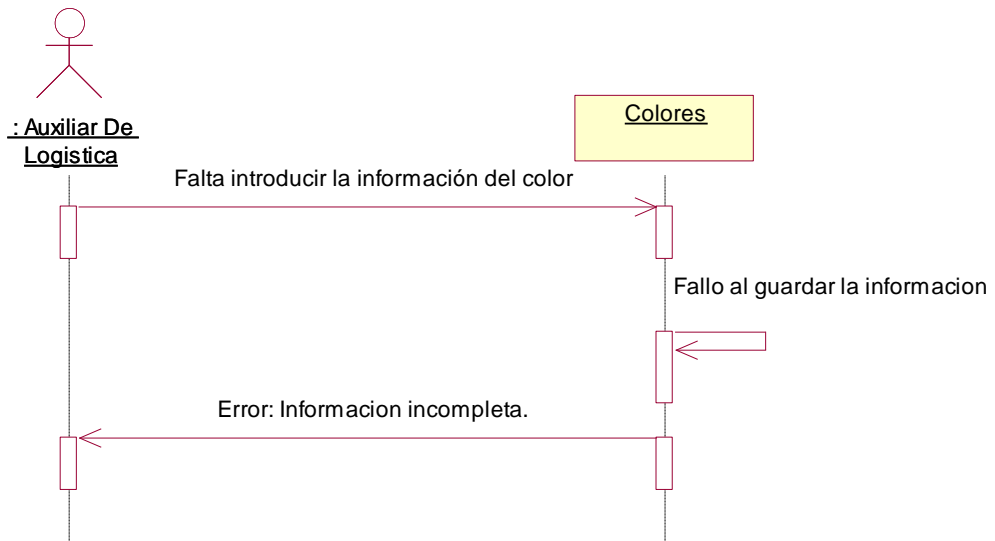 : Auxiliar De
Logistica
Colores
Falta introducir la información del color
Fallo al guardar la informacion
Error: Informacion incompleta.